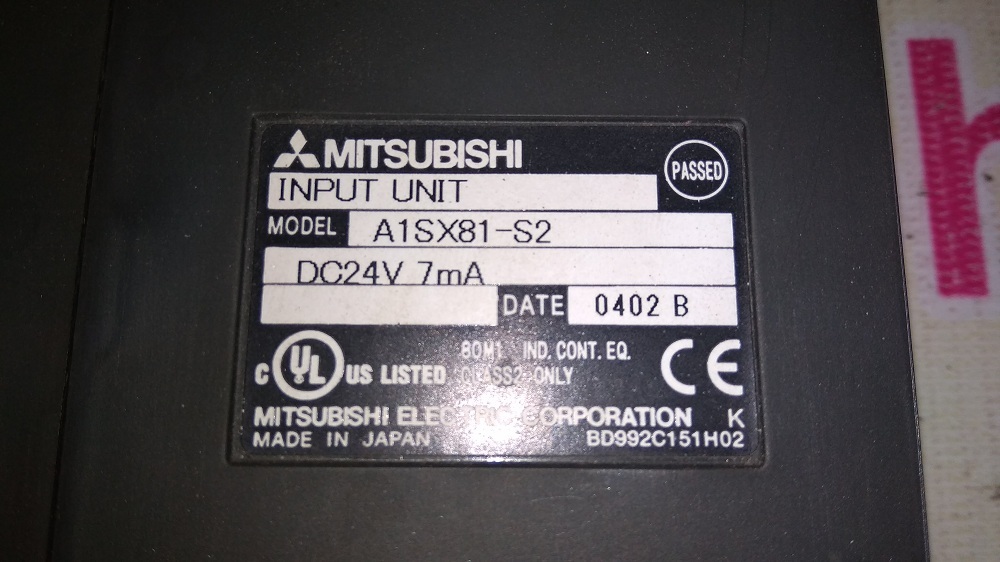 MITSUBISHI
PASSED
INPUT UNIT
MODEL A1SX81-S2
DC24V 7mA
DATE 0402 B
C UL US LISTED
80M1 IND. CONT. EQ.
CLASS2 ONLY
CE
MITSUBISHI ELECTRIC CORPORATION K
MADE IN JAPAN BD992C151H02
h